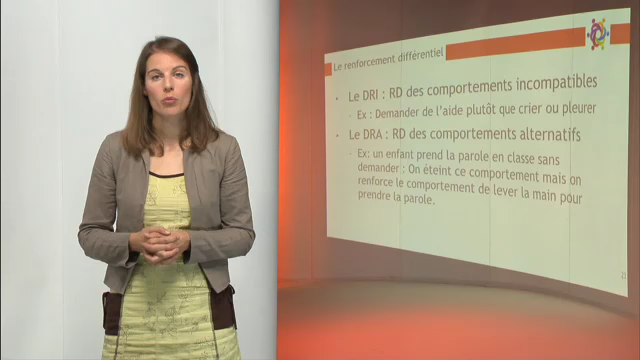 Le renforcement différentiel
• Le DRI : RD des comportements incompatibles
- Ex : Demander de l'aide plutôt que crier ou pleurer
• Le DRA : RD des comportements alternatifs
- Ex: un enfant prend la parole en classe sans
demander : On éteint ce comportement mais on
renforce le comportement de lever la main pour
prendre la parole.